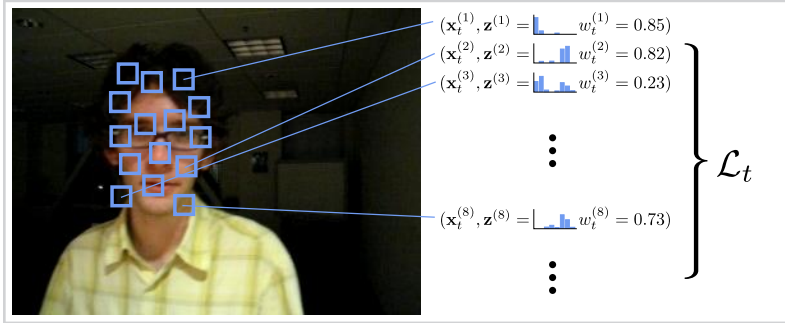 (x_t^(1), z^(1) = w_t^(1) = 0.85)
(x_t^(2), z^(2) = w_t^(2) = 0.82)
(x_t^(3), z^(3) = w_t^(3) = 0.23)
ℒ_t
(x_t^(8), z^(8) = w_t^(8) = 0.73)